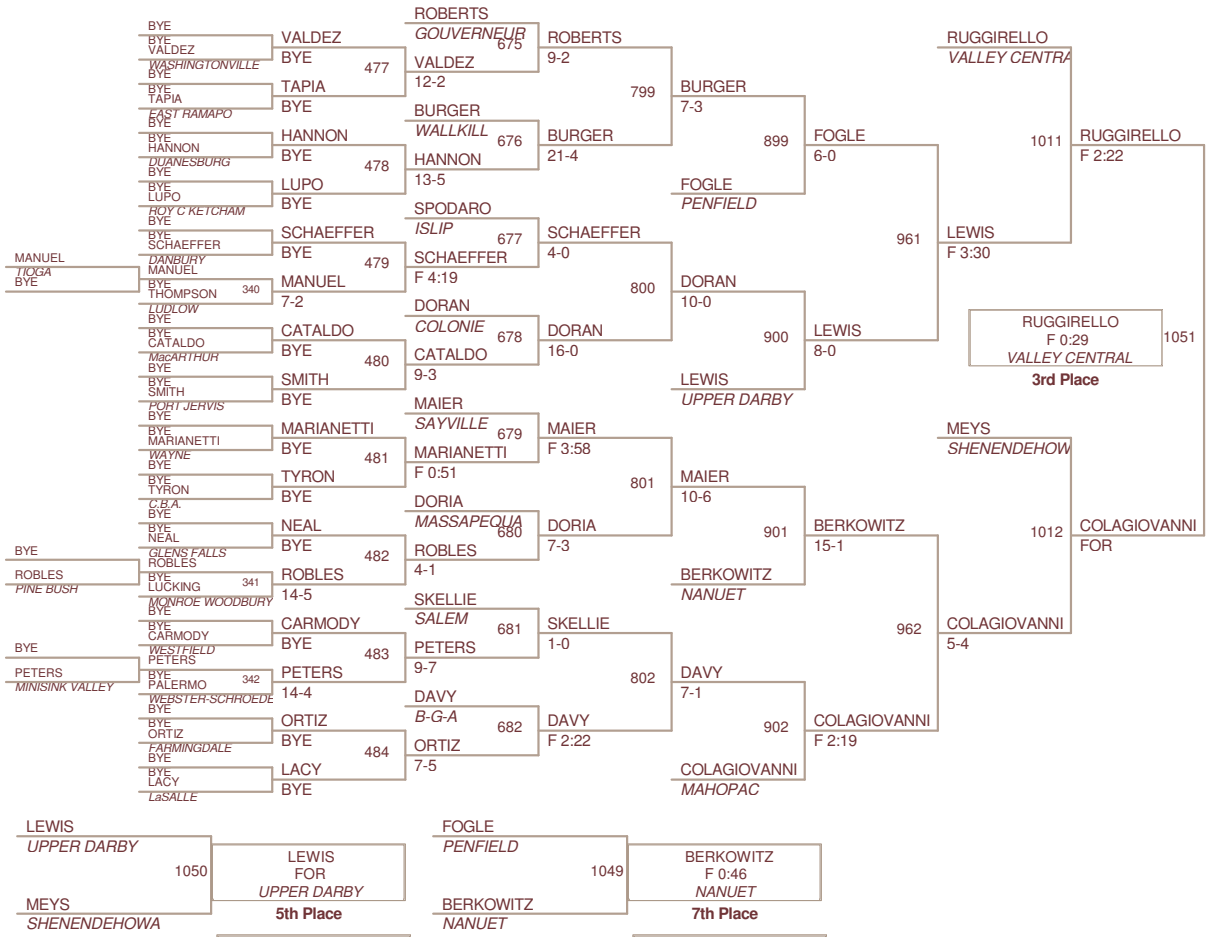 BYE
BYE
VALDEZ
WASHINGTONVILLE
BYE
BYE
TAPIA
EAST RAMAPO
BYE
BYE
HANNON
DUANESBURG
BYE
BYE
LUPO
ROY C KETCHAM
BYE
BYE
SCHAEFFER
DANBURY
MANUEL
TIOGA
BYE
MANUEL
BYE
THOMPSON 340
LUDLOW
BYE
BYE
CATALDO
MacARTHUR
BYE
BYE
SMITH
PORT JERVIS
BYE
BYE
MARIANETTI
WAYNE
BYE
BYE
TYRON
C.B.A.
BYE
BYE
NEAL
GLENS FALLS
BYE
ROBLES
PINE BUSH
ROBLES
BYE
LUCKING 341
MONROE WOODBURY
BYE
BYE
CARMODY
WESTFIELD
BYE
PETERS
MINISINK VALLEY
PETERS
BYE
PALERMO 342
WEBSTER-SCHROEDE
BYE
BYE
ORTIZ
FARMINGDALE
BYE
BYE
LACY
LaSALLE
VALDEZ
BYE
477
TAPIA
BYE
HANNON
BYE
478
LUPO
BYE
SCHAEFFER
BYE
479
MANUEL
7-2
CATALDO
BYE
480
SMITH
BYE
MARIANETTI
BYE
481
TYRON
BYE
NEAL
BYE
482
ROBLES
14-5
CARMODY
BYE
483
PETERS
14-4
ORTIZ
BYE
484
LACY
BYE
ROBERTS
GOUVERNEUR
675
VALDEZ
12-2
BURGER
WALLKILL
676
HANNON
13-5
SPODARO
ISLIP
677
SCHAEFFER
F 4:19
DORAN
COLONIE
678
CATALDO
9-3
MAIER
SAYVILLE
679
MARIANETTI
F 0:51
DORIA
MASSAPEQUA
680
ROBLES
4-1
SKELLIE
SALEM
681
PETERS
9-7
DAVY
B-G-A
682
ORTIZ
7-5
ROBERTS
9-2
799
BURGER
21-4
SCHAEFFER
4-0
800
DORAN
16-0
MAIER
F 3:58
801
DORIA
7-3
SKELLIE
1-0
802
DAVY
F 2:22
BURGER
7-3
899
FOGLE
PENFIELD
DORAN
10-0
900
LEWIS
UPPER DARBY
MAIER
10-6
901
BERKOWITZ
NANUET
DAVY
7-1
902
COLAGIOVANNI
MAHOPAC
FOGLE
6-0
961
LEWIS
8-0
BERKOWITZ
15-1
962
COLAGIOVANNI
F 2:19
RUGGIRELLO
VALLEY CENTRA
1011
LEWIS
F 3:30
MEYS
SHENENDEHOW
1012
COLAGIOVANNI
5-4
RUGGIRELLO
F 2:22
COLAGIOVANNI
FOR
RUGGIRELLO
F 0:29
VALLEY CENTRAL
1051
3rd Place
LEWIS
UPPER DARBY
1050
MEYS
SHENENDEHOWA
LEWIS
FOR
UPPER DARBY
5th Place
FOGLE
PENFIELD
1049
BERKOWITZ
NANUET
BERKOWITZ
F 0:46
NANUET
7th Place